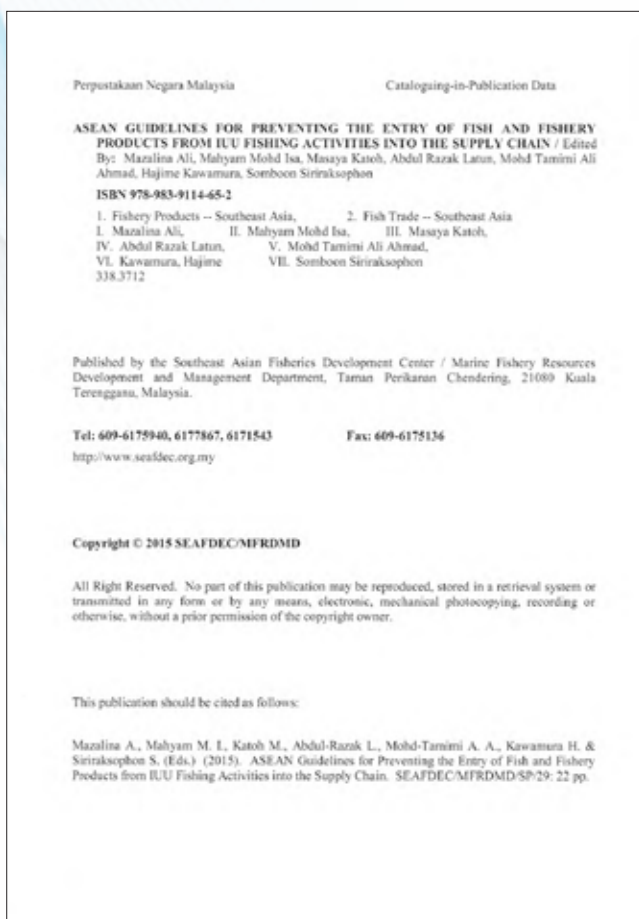 Perpustakaan Negara Malaysia Cataloguing-in-Publication Data
ASEAN GUIDELINES FOR PREVENTING THE ENTRY OF FISH AND FISHERY
PRODUCTS FROM IUU FISHING ACTIVITIES INTO THE SUPPLY CHAIN / Edited
By: Mazalina Ali, Mahyam Mohd Isa, Masaya Katoh, Abdul Razak Latun, Mohd Tamimi Ali
Ahmad, Hajime Kawamura, Somboon Siriraksophon
ISBN 978-983-9114-65-2
1. Fishery Products -- Southeast Asia, 2. Fish Trade -- Southeast Asia
I. Mazalina Ali, II. Mahyam Mohd Isa, III. Masaya Katoh,
IV. Abdul Razak Latun, V. Mohd Tamimi Ali Ahmad,
VI. Kawamura, Hajime VII. Somboon Siriraksophon
338.3712
Published by the Southeast Asian Fisheries Development Center / Marine Fishery Resources
Development and Management Department, Taman Perikanan Chendering, 21080 Kuala
Terengganu, Malaysia.
Tel: 609-6175940, 6177867, 6171543 Fax: 609-6175136
http://www.seafdec.org.my
Copyright © 2015 SEAFDEC/MFRDMD
All Right Reserved. No part of this publication may be reproduced, stored in a retrieval system or
transmitted in any form or by any means, electronic, mechanical photocopying, recording or
otherwise, without a prior permission of the copyright owner.
This publication should be cited as follows:
Mazalina A., Mahyam M. I., Katoh M., Abdul-Razak L., Mohd-Tamimi A. A., Kawamura H. &
Siriraksophon S. (Eds.) (2015). ASEAN Guidelines for Preventing the Entry of Fish and Fishery
Products from IUU Fishing Activities into the Supply Chain. SEAFDEC/MFRDMD/SP/29: 22 pp.